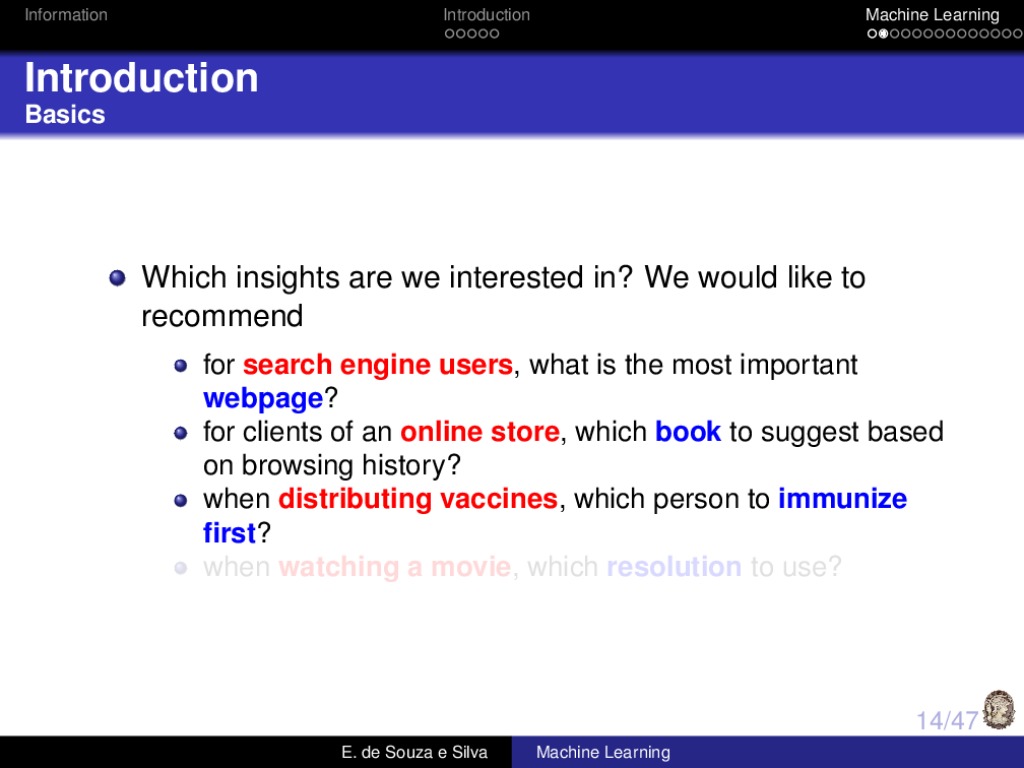 Information
Introduction
Machine Learning
Introduction
Basics
Which insights are we interested in? We would like to
recommend
for search engine users, what is the most important
webpage?
for clients of an online store, which book to suggest based
on browsing history?
when distributing vaccines, which person to immunize
first?
when watching a movie, which resolution to use?
14/47
E. de Souza e Silva
Machine Learning